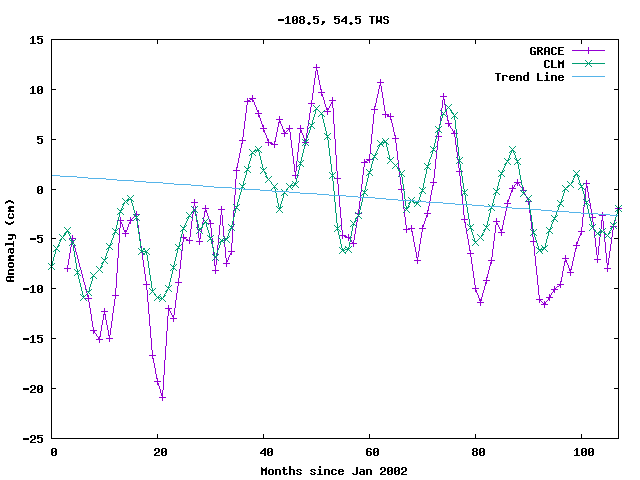 -108.5, 54.5 TWS
GRACE
CLM
Trend Line
15
10
5
0
-5
-10
-15
-20
-25
Anomaly (cm)
0 20 40 60 80 100
Months since Jan 2002